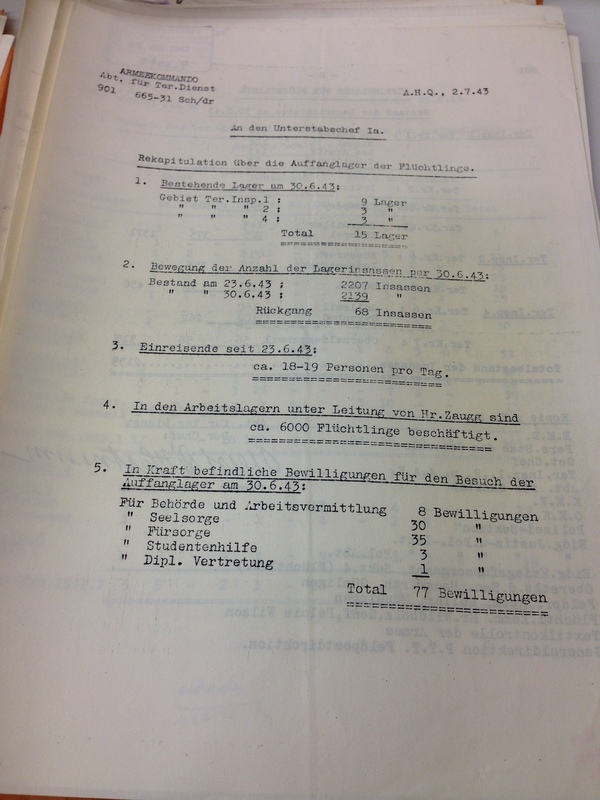 ARMEEKOMMANDO
Abt. für Ter.Dienst
901 665-31 Sch/dr
A.H.Q., 2.7.43
An den Unterstabschef Ia.
Rekapitulation über die Auffanglager der Flüchtlinge.
1. Bestehende Lager am 30.6.43:
Gebiet Ter.Insp.1 : 9 Lager
" " " 2 : 3 "
" " " 4 : 3 "
Total 15 Lager
====================
2. Bewegung der Anzahl der Lagerinsassen per 30.6.43:
Bestand am 23.6.43 : 2207 Insassen
" " 30.6.43 : 2139 "
Rückgang 68 Insassen
=========================
3. Einreisende seit 23.6.43:
ca. 18-19 Personen pro Tag.
=========================
4. In den Arbeitslagern unter Leitung von Hr.Zaugg sind
ca. 6000 Flüchtlinge beschäftigt.
===============================
5. In Kraft befindliche Bewilligungen für den Besuch der
Auffanglager am 30.6.43:
Für Behörde und Arbeitsvermittlung 8 Bewilligungen
" Seelsorge 30 "
" Fürsorge 35 "
" Studentenhilfe 3 "
" Dipl. Vertretung 1 "
Total 77 Bewilligungen
=========================